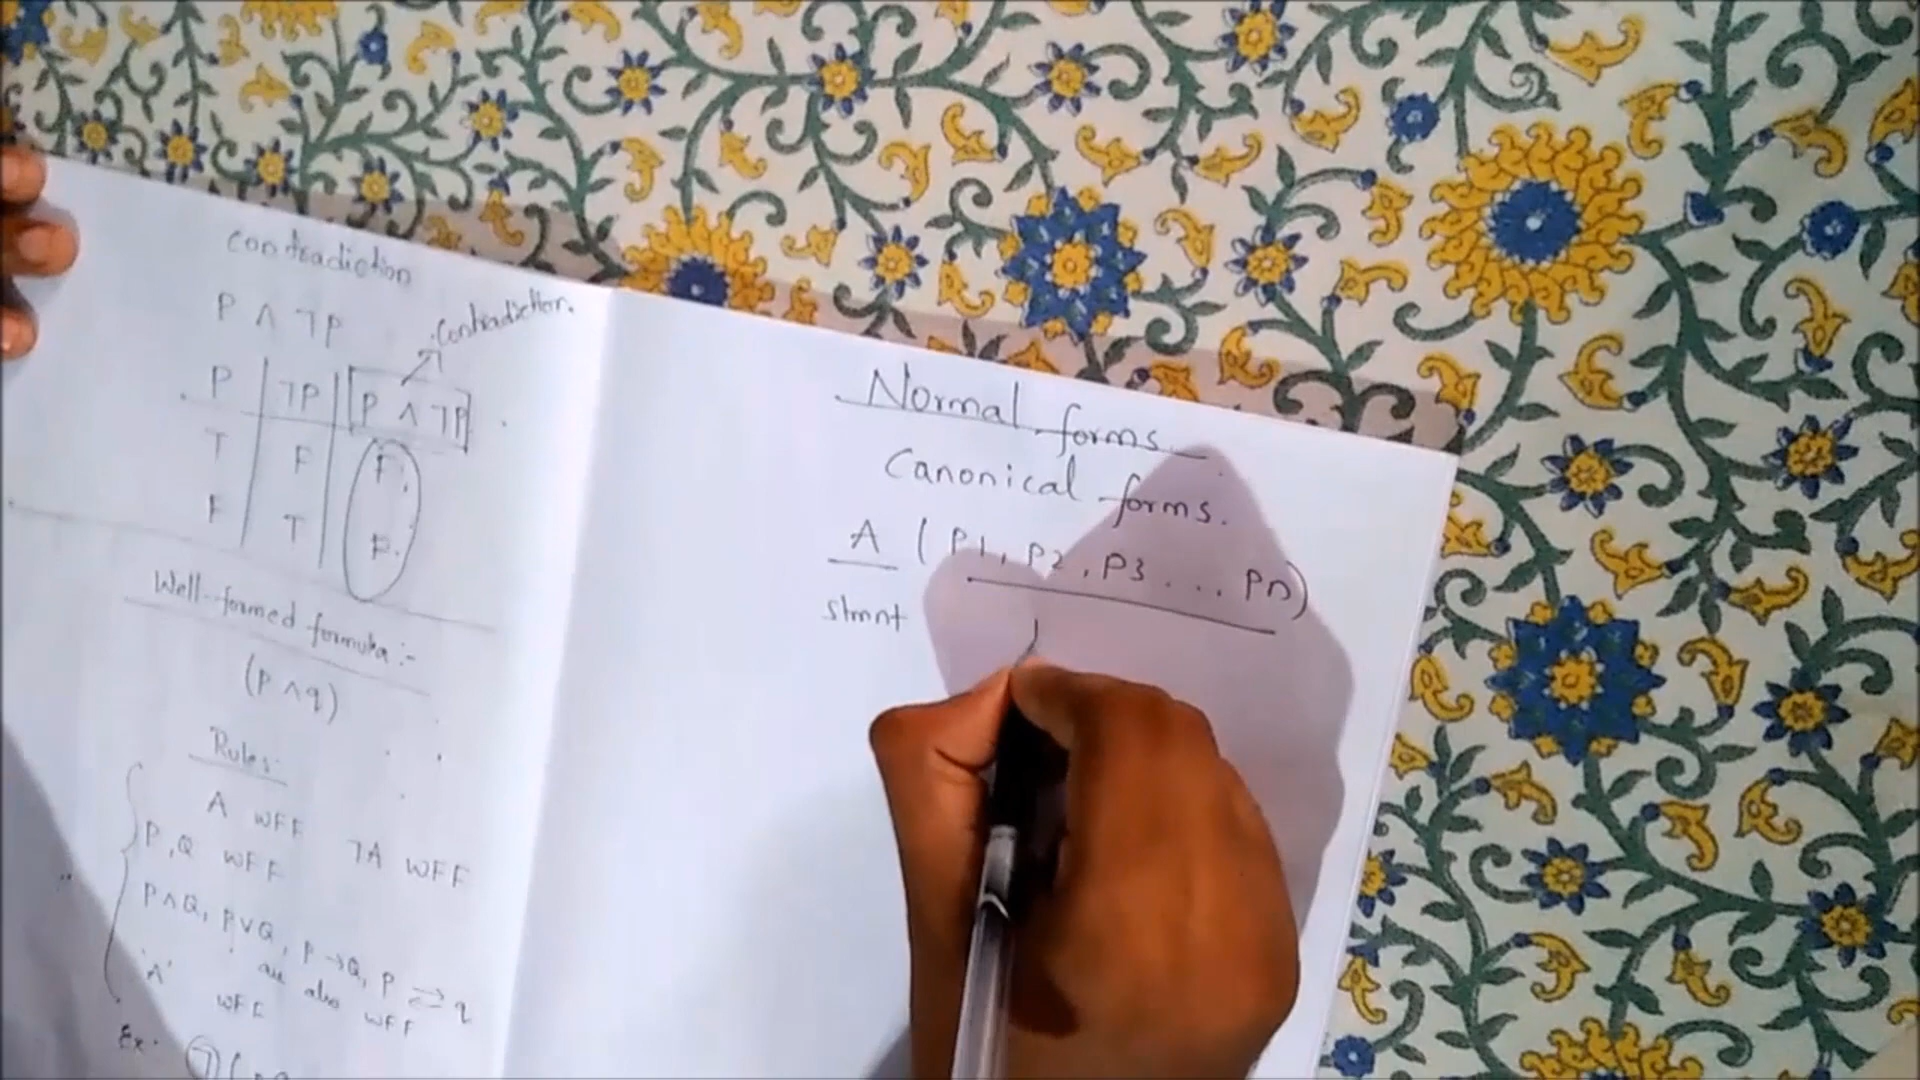 contradiction
P ∧ ¬P
Contradiction.
P | ¬P | [P ∧ ¬P]
T | F | F
F | T | F.
Well-formed formula :-
(P ∧ q)
Rules:
A WFF ¬A WFF
P, Q WFF
P∧Q, P∨Q, P→Q, P ⇄ q
are also WFF
'A' WFF
Ex.
Normal forms.
Canonical forms.
A (P1, P2, P3 ... Pn)
stmnt